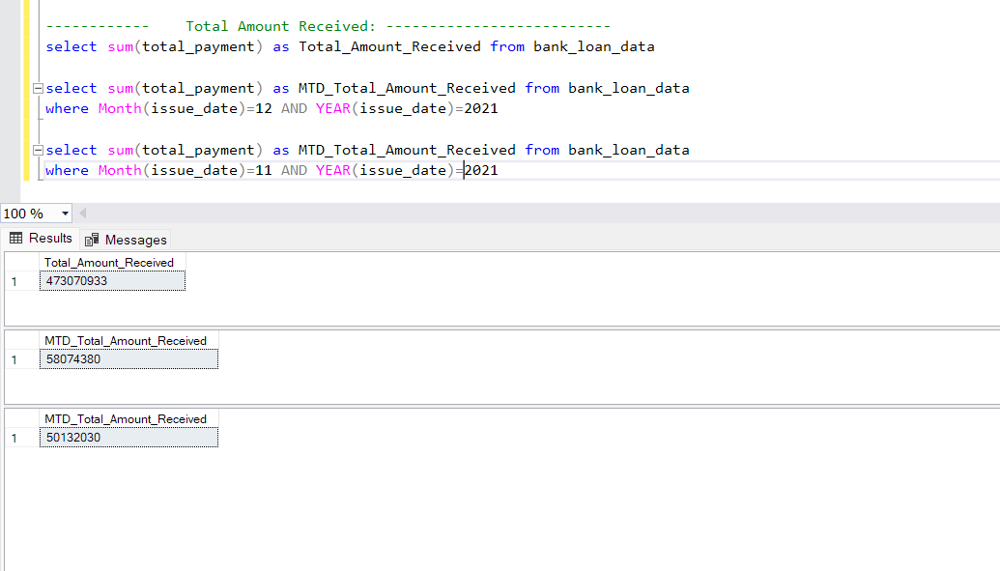 ------------    Total Amount Received: --------------------------
select sum(total_payment) as Total_Amount_Received from bank_loan_data
select sum(total_payment) as MTD_Total_Amount_Received from bank_loan_data
where Month(issue_date)=12 AND YEAR(issue_date)=2021
select sum(total_payment) as MTD_Total_Amount_Received from bank_loan_data
where Month(issue_date)=11 AND YEAR(issue_date)=2021
100 %
Results Messages
Total_Amount_Received
1 473070933
MTD_Total_Amount_Received
1 58074380
MTD_Total_Amount_Received
1 50132030